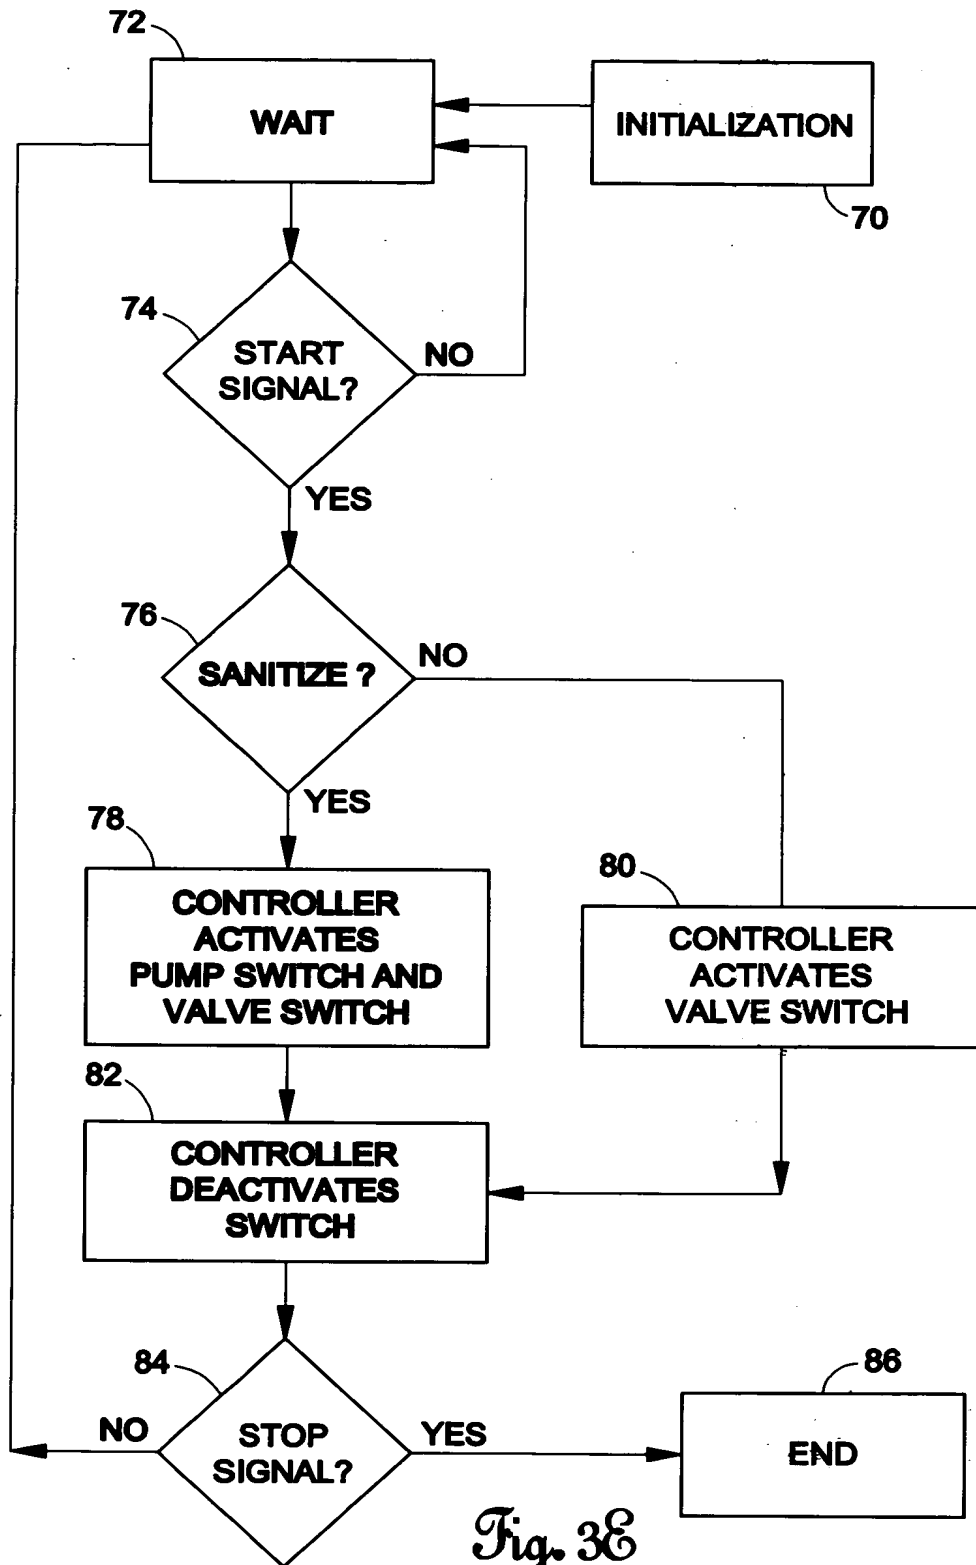 72
WAIT
INITIALIZATION
70
74
START
SIGNAL?
NO
YES
76
SANITIZE ?
NO
YES
78
CONTROLLER
ACTIVATES
PUMP SWITCH AND
VALVE SWITCH
80
CONTROLLER
ACTIVATES
VALVE SWITCH
82
CONTROLLER
DEACTIVATES
SWITCH
84
NO
STOP
SIGNAL?
YES
86
END
Fig. 3E